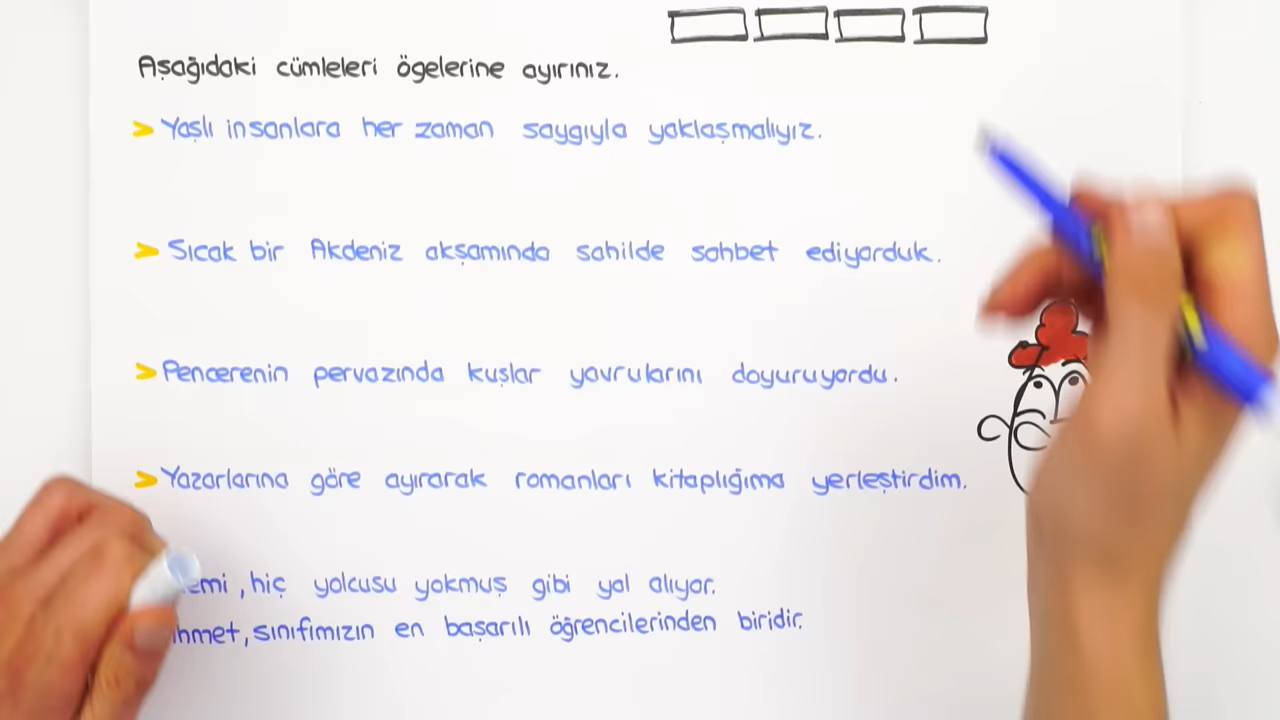 Aşağıdaki cümleleri ögelerine ayırınız.
> Yaşlı insanlara her zaman saygıyla yaklaşmalıyız.
> Sıcak bir Akdeniz akşamında sahilde sohbet ediyorduk.
> Pencerenin pervazında kuşlar yavrularını doyuruyordu.
> Yazarlarına göre ayırarak romanları kitaplığıma yerleştirdim.
, hiç yolcusu yokmuş gibi yol alıyor.
, sınıfımızın en başarılı öğrencilerinden biridir.